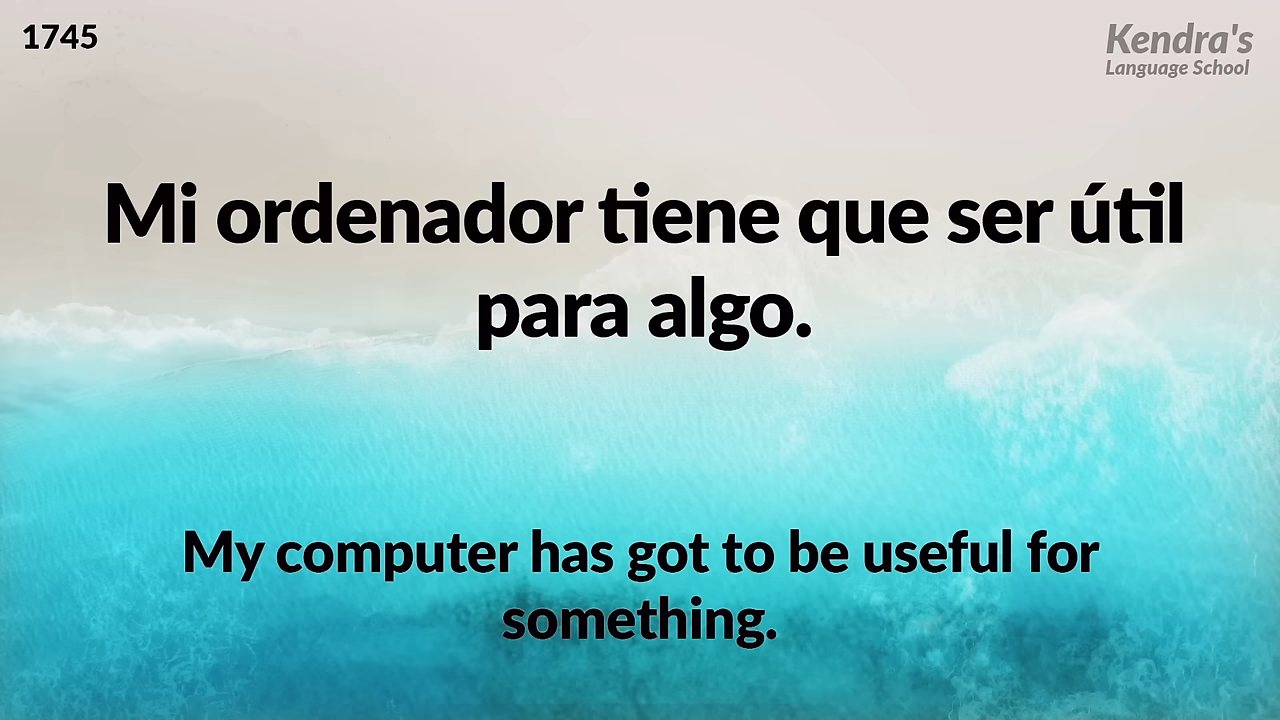 1745
Kendra's
Language School
Mi ordenador tiene que ser útil
para algo.
My computer has got to be useful for
something.